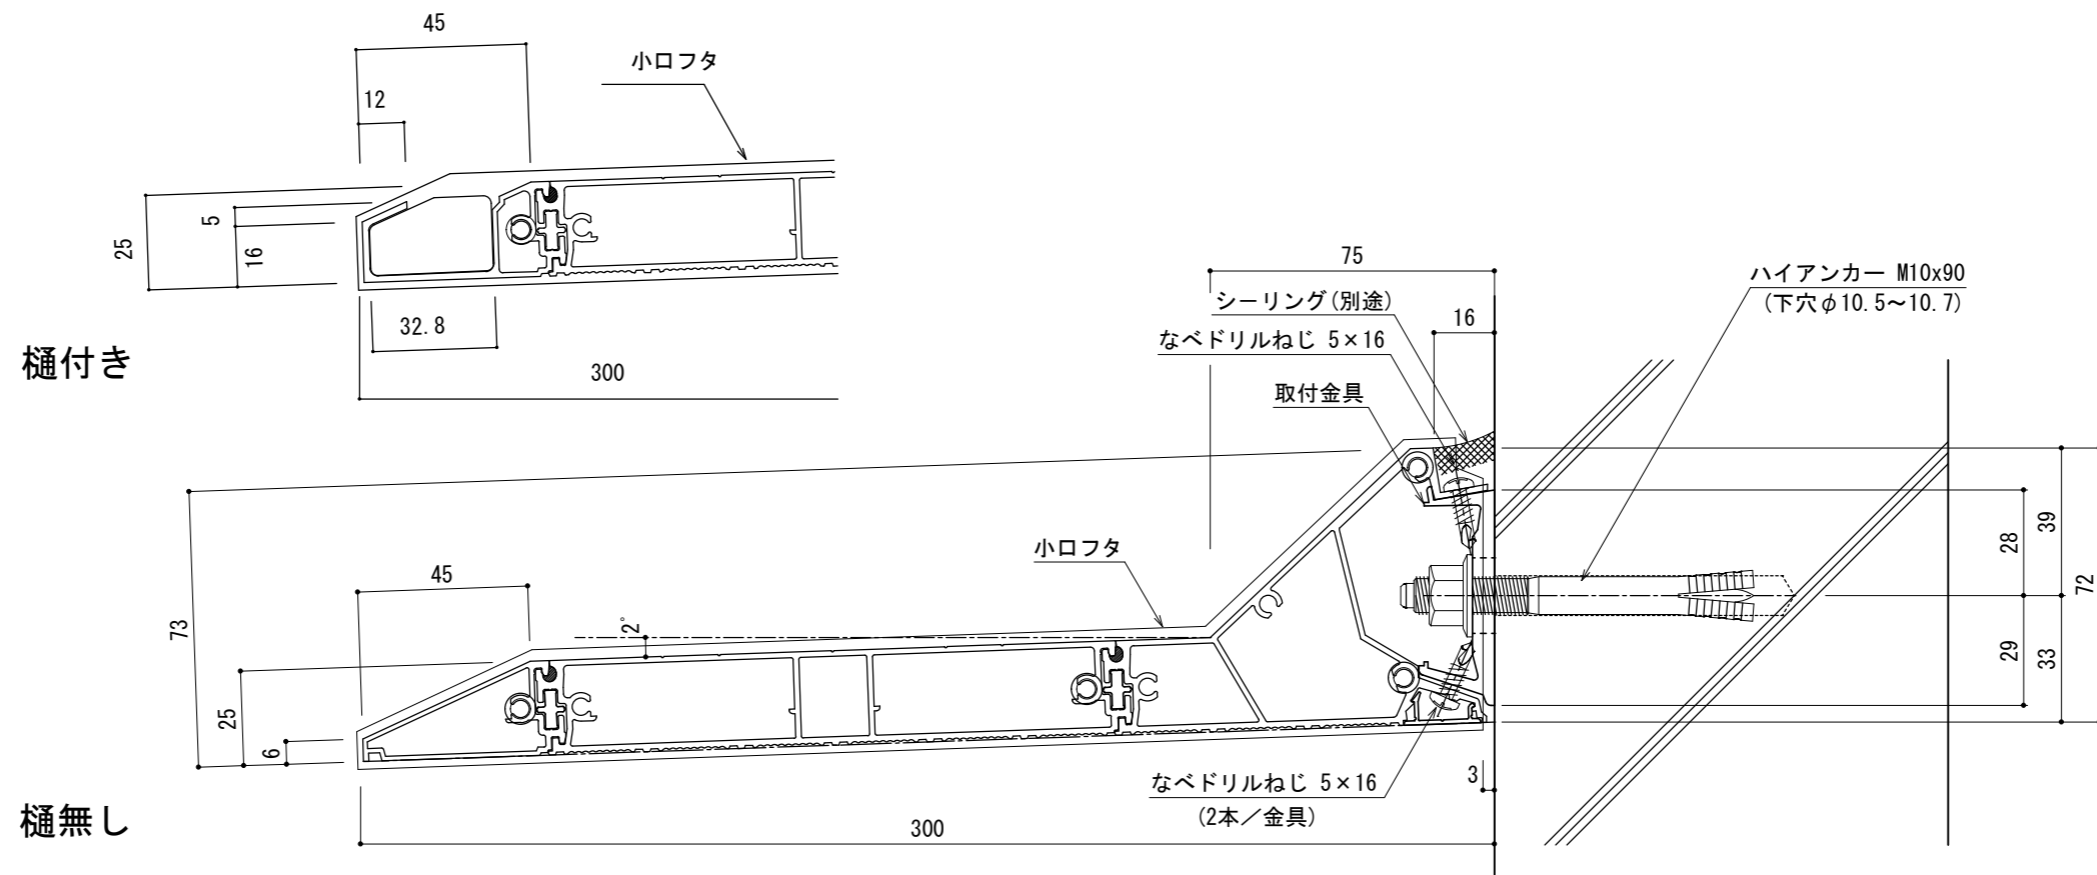 45
小口フタ
12
5
25
16
32.8
300
樋付き
75
ハイアンカー M10x90
(下穴φ10.5～10.7)
シーリング(別途)
16
なべドリルねじ 5×16
取付金具
小口フタ
45
2°
73
25
6
28
39
72
29
33
なべドリルねじ 5×16
(2本／金具)
3
300
樋無し